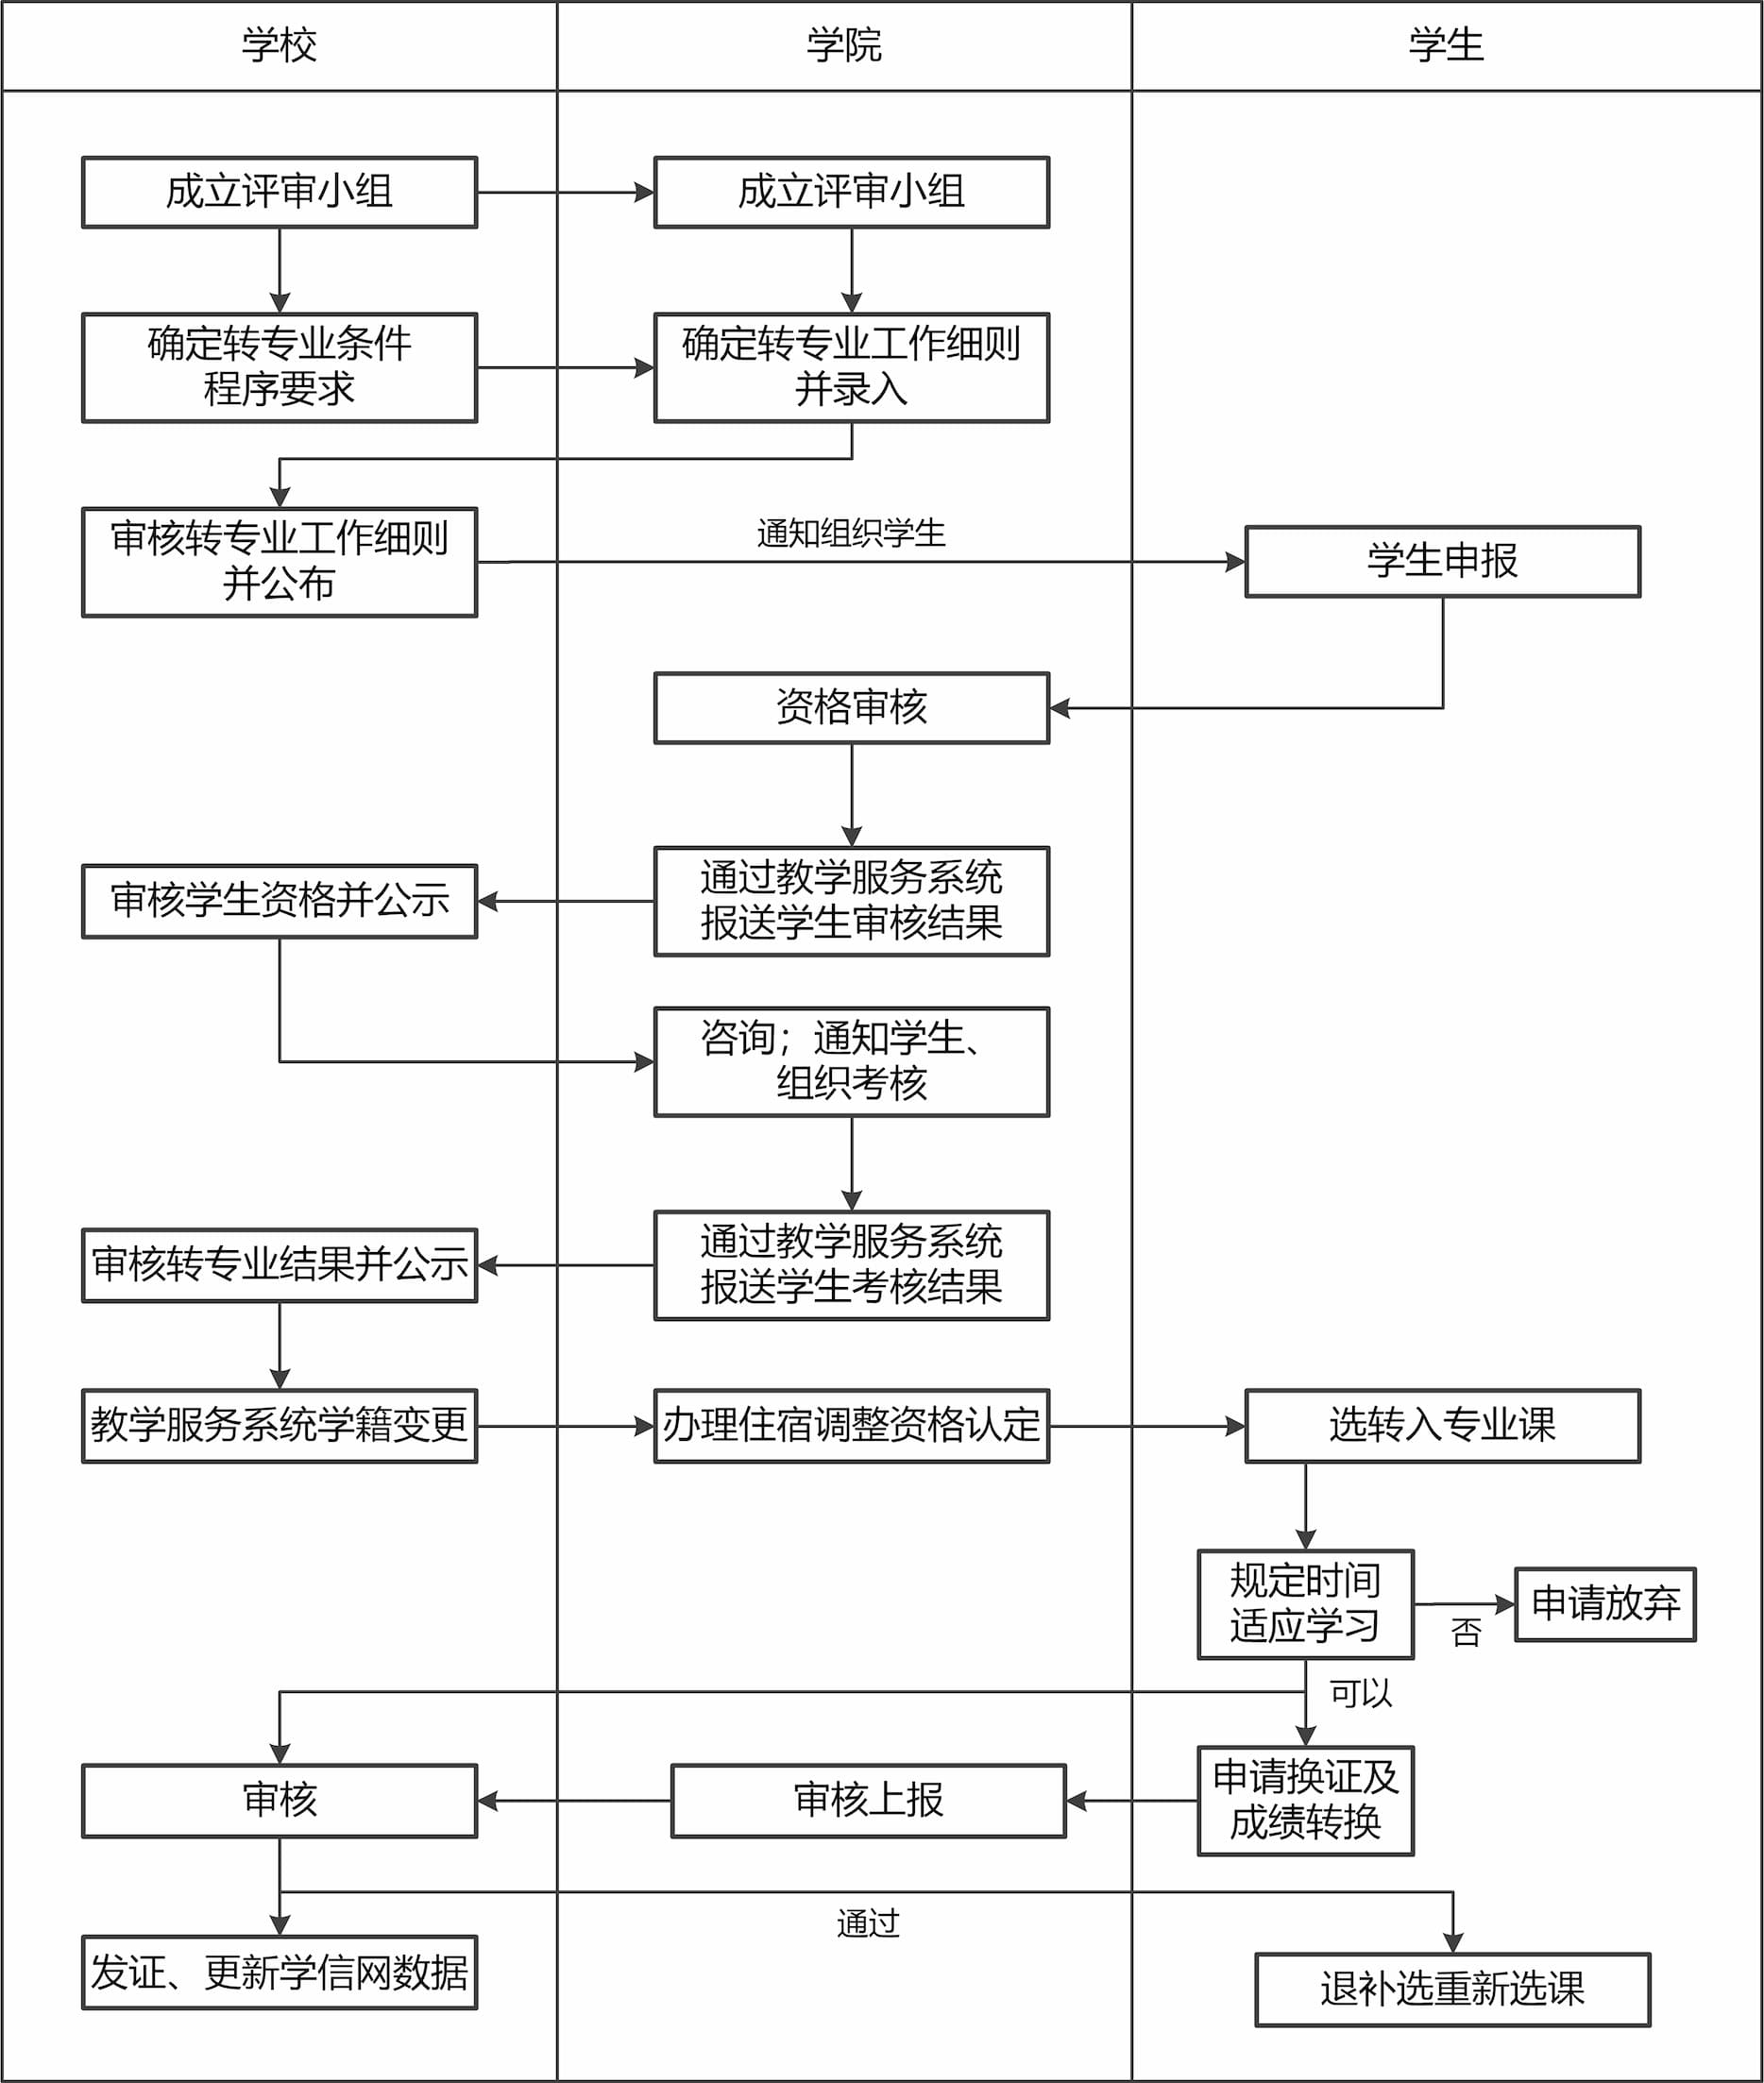 学校
学院
学生
成立评审小组
成立评审小组
确定转专业条件
程序要求
确定转专业工作细则
并录入
审核转专业工作细则
并公布
通知组织学生
学生申报
资格审核
通过教学服务系统
报送学生审核结果
审核学生资格并公示
咨询；通知学生、
组织考核
通过教学服务系统
报送学生考核结果
审核转专业结果并公示
教学服务系统学籍变更
办理住宿调整资格认定
选转入专业课
规定时间
适应学习
否
申请放弃
可以
申请换证及
成绩转换
审核上报
审核
通过
发证、更新学信网数据
退补选重新选课